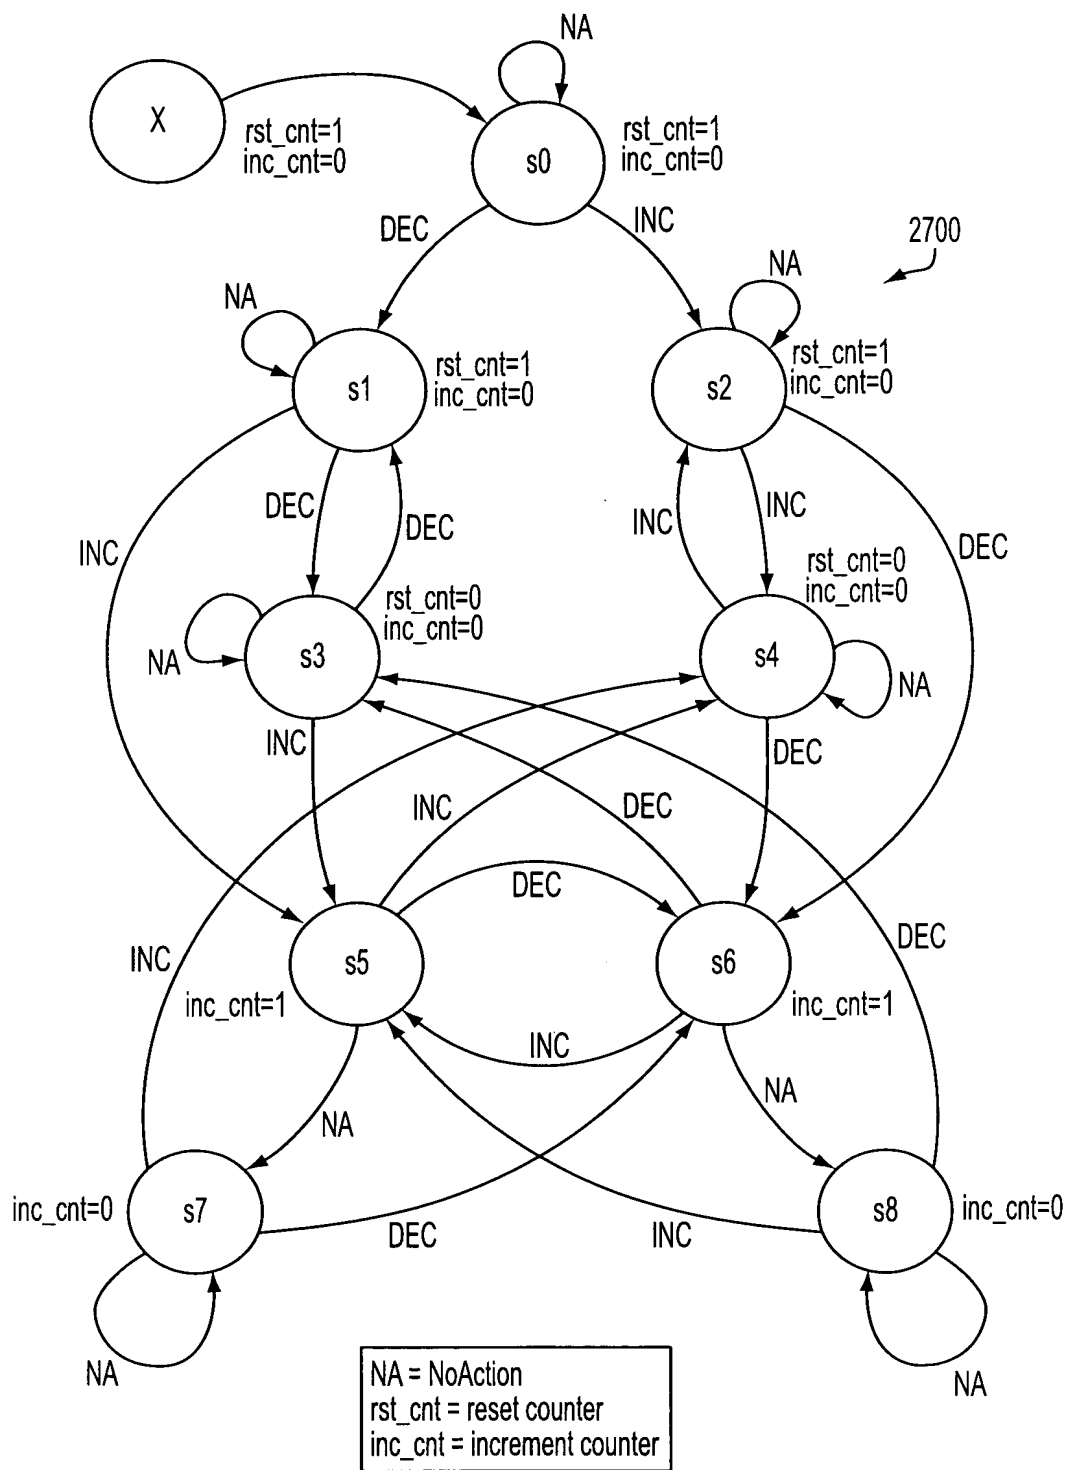 NA
X
rst_cnt=1
inc_cnt=0
s0
rst_cnt=1
inc_cnt=0
DEC
INC
2700
NA
NA
s1
rst_cnt=1
inc_cnt=0
s2
rst_cnt=1
inc_cnt=0
INC
DEC
DEC
INC
INC
DEC
NA
s3
rst_cnt=0
inc_cnt=0
s4
rst_cnt=0
inc_cnt=0
NA
INC
DEC
INC
DEC
DEC
INC
DEC
s5
inc_cnt=1
s6
inc_cnt=1
INC
NA
NA
inc_cnt=0
s7
DEC
INC
s8
inc_cnt=0
NA
NA
NA = NoAction
rst_cnt = reset counter
inc_cnt = increment counter